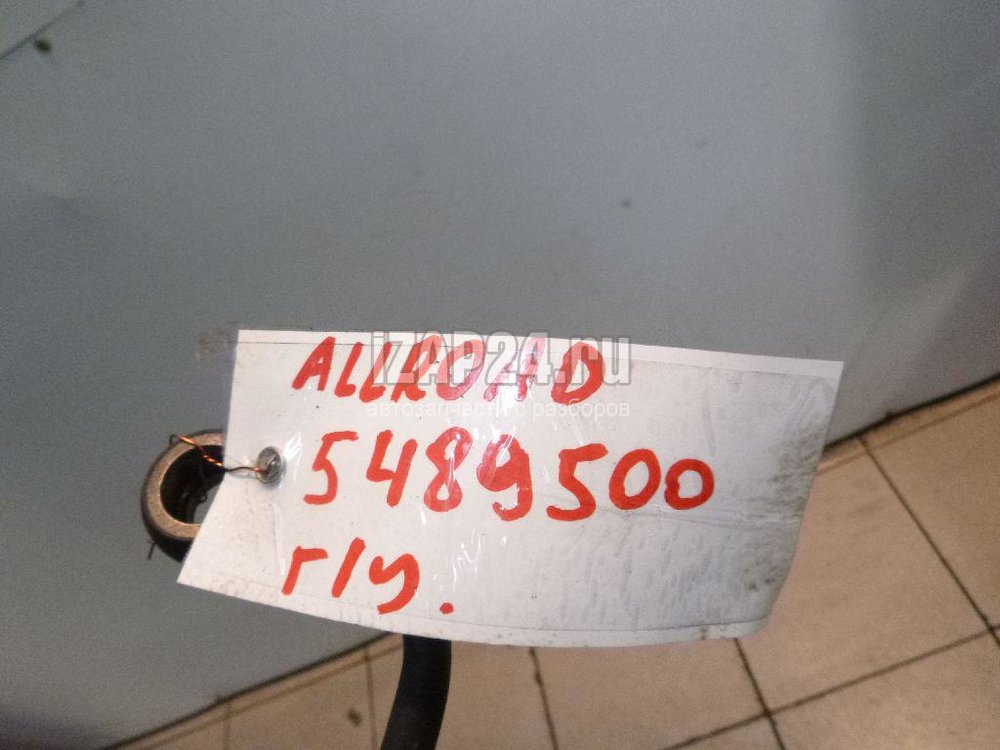 ALLROAD
iZAP24.ru
автозапчасти с разборов
5489500
г/у.